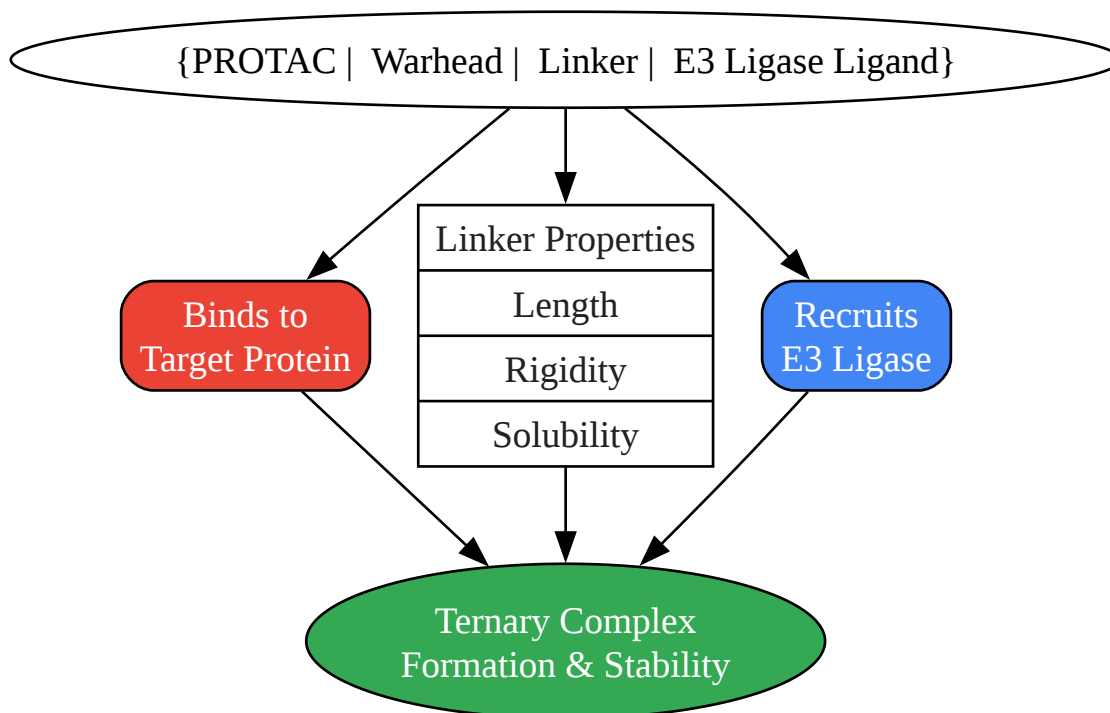 {PROTAC | Warhead | Linker | E3 Ligase Ligand}
Linker Properties
Length
Rigidity
Solubility
Binds to
Target Protein
Recruits
E3 Ligase
Ternary Complex
Formation & Stability